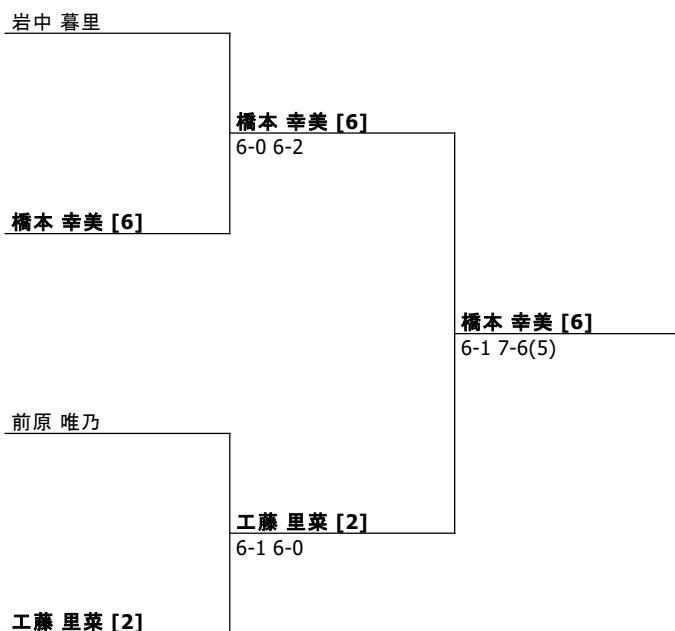 岩中 暮里
橋本 幸美 [6]
6-0 6-2
橋本 幸美 [6]
橋本 幸美 [6]
6-1 7-6(5)
前原 唯乃
工藤 里菜 [2]
6-1 6-0
工藤 里菜 [2]